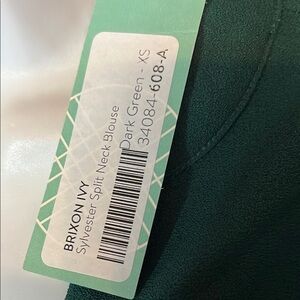 BRIXON IVY
Sylvester Split Neck Blouse
Dark Green - XS
34084-608-A